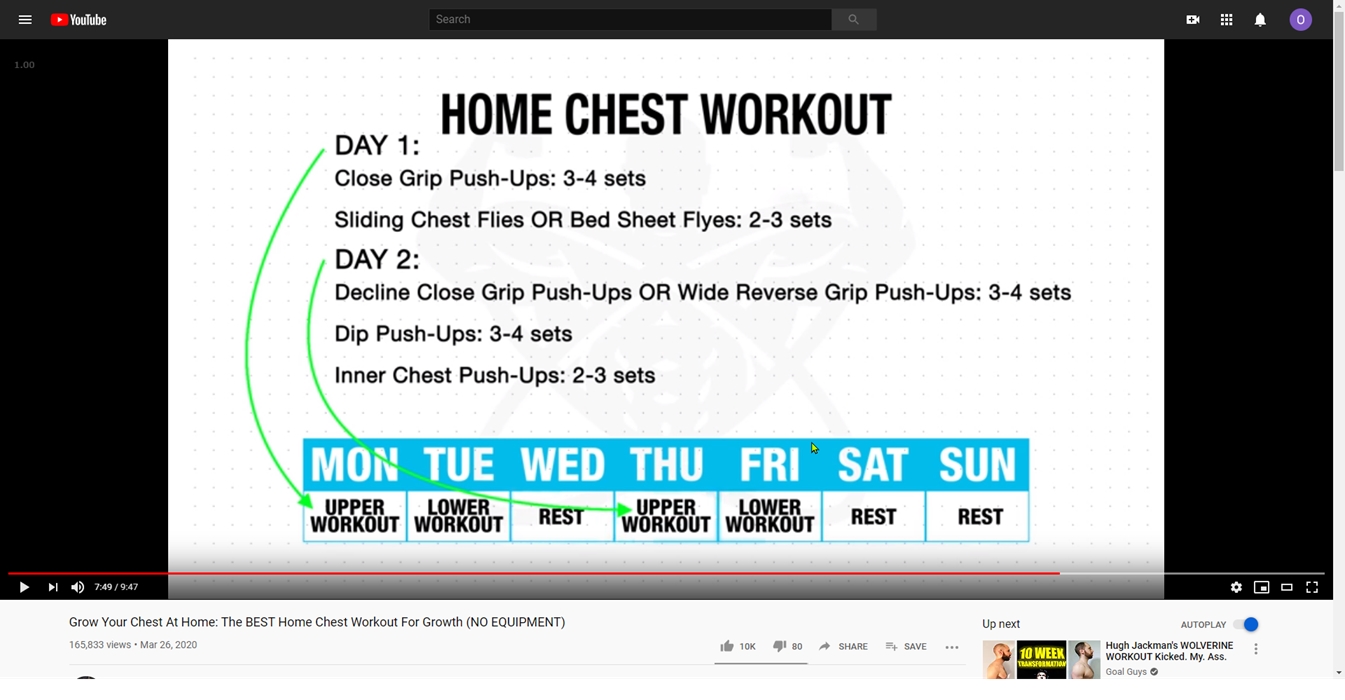 YouTube
Search
O
1.00
HOME CHEST WORKOUT
DAY 1:
Close Grip Push-Ups: 3-4 sets
Sliding Chest Flies OR Bed Sheet Flyes: 2-3 sets
DAY 2:
Decline Close Grip Push-Ups OR Wide Reverse Grip Push-Ups: 3-4 sets
Dip Push-Ups: 3-4 sets
Inner Chest Push-Ups: 2-3 sets
MON TUE WED THU FRI SAT SUN
UPPER WORKOUT LOWER WORKOUT REST UPPER WORKOUT LOWER WORKOUT REST REST
7:49 / 9:47
Grow Your Chest At Home: The BEST Home Chest Workout For Growth (NO EQUIPMENT)
165,833 views • Mar 26, 2020
10K 80 SHARE SAVE
Up next
AUTOPLAY
10 WEEK
TRANSFORMATION
Hugh Jackman's WOLVERINE
WORKOUT Kicked. My. Ass.
Goal Guys